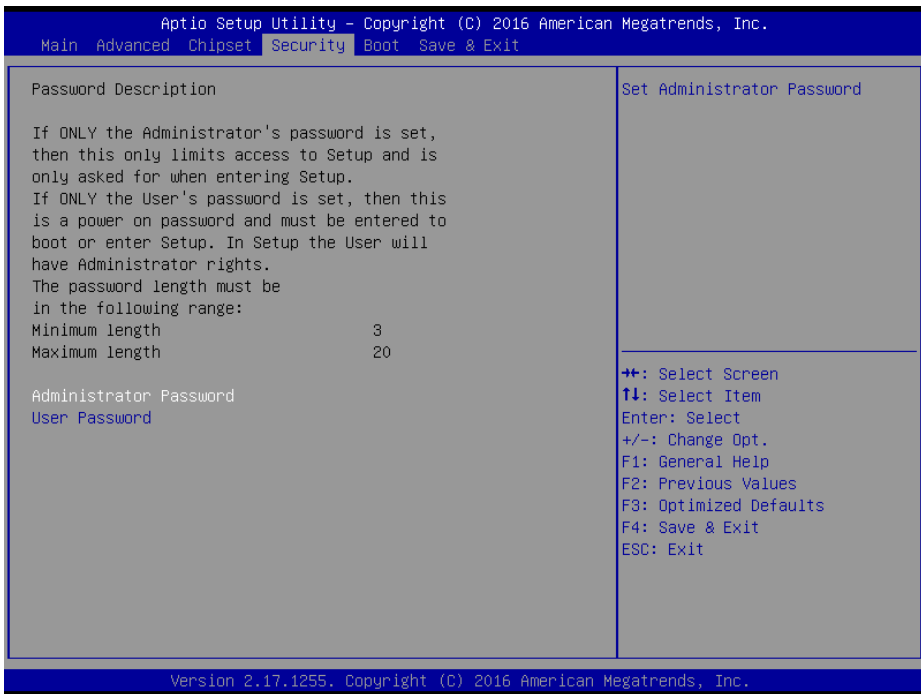 Aptio Setup Utility – Copyright (C) 2016 American Megatrends, Inc.
Main Advanced Chipset Security Boot Save & Exit
Password Description
If ONLY the Administrator's password is set,
then this only limits access to Setup and is
only asked for when entering Setup.
If ONLY the User's password is set, then this
is a power on password and must be entered to
boot or enter Setup. In Setup the User will
have Administrator rights.
The password length must be
in the following range:
Minimum length 3
Maximum length 20
Administrator Password
User Password
Set Administrator Password
→←: Select Screen
↑↓: Select Item
Enter: Select
+/-: Change Opt.
F1: General Help
F2: Previous Values
F3: Optimized Defaults
F4: Save & Exit
ESC: Exit
Version 2.17.1255. Copyright (C) 2016 American Megatrends, Inc.